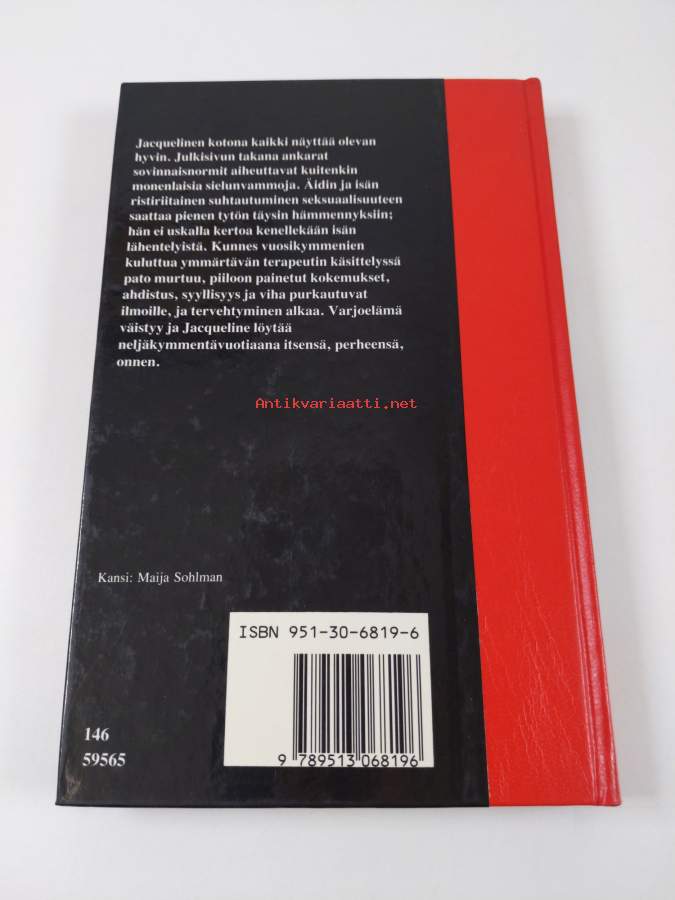 Jacquelinen kotona kaikki näyttää olevan
hyvin. Julkisivun takana ankarat
sovinnaisnormit aiheuttavat kuitenkin
monenlaisia sielunvammoja. Äidin ja isän
ristiriitainen suhtautuminen seksuaalisuuteen
saattaa pienen tytön täysin hämmennyksiin;
hän ei uskalla kertoa kenellekään isän
lähentelyistä. Kunnes vuosikymmenien
kuluttua ymmärtävän terapeutin käsittelyssä
pato murtuu, piiloon painetut kokemukset,
ahdistus, syyllisyys ja viha purkautuvat
ilmoille, ja tervehtyminen alkaa. Varjoelämä
väistyy ja Jacqueline löytää
neljäkymmentävuotiaana itsensä, perheensä,
onnen.
Antikvariaatti.net
Kansi: Maija Sohlman
ISBN 951-30-6819-6
9 789513 068196
146
59565